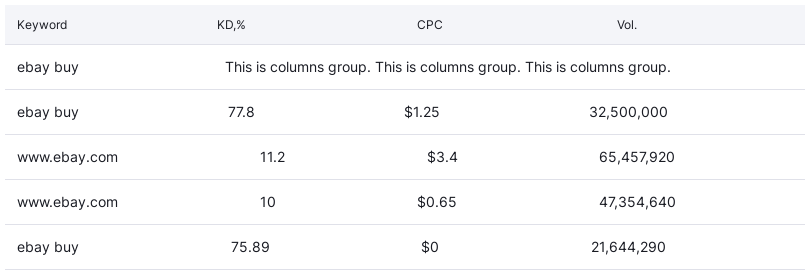 Keyword KD,% CPC Vol.
ebay buy This is columns group. This is columns group. This is columns group.
ebay buy 77.8 $1.25 32,500,000
www.ebay.com 11.2 $3.4 65,457,920
www.ebay.com 10 $0.65 47,354,640
ebay buy 75.89 $0 21,644,290